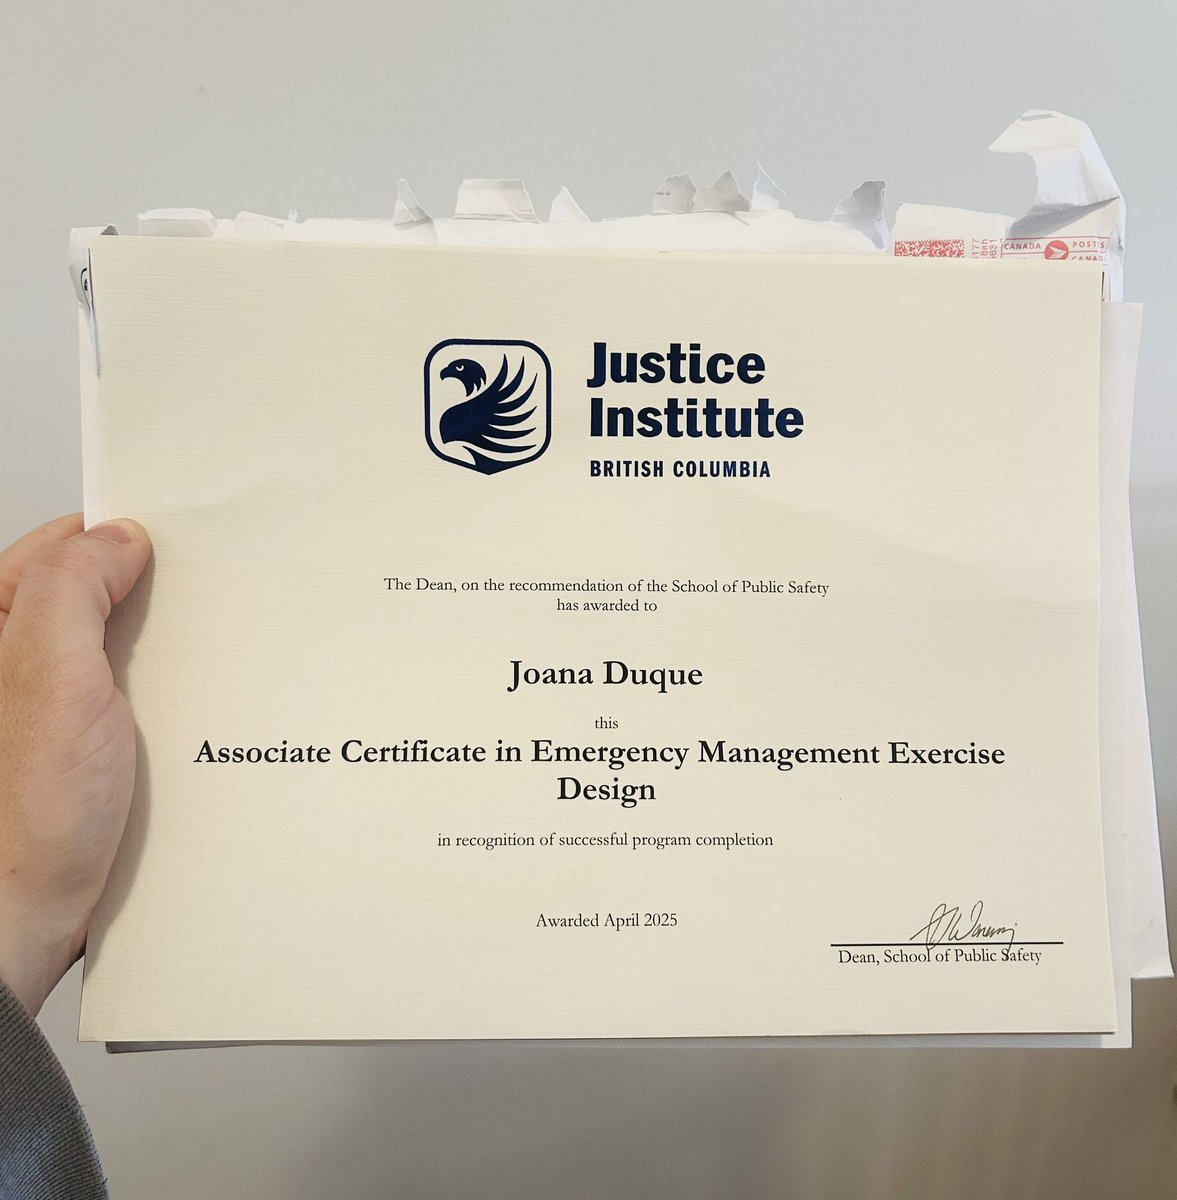 CANADA POSTS
CANAD
Justice
Institute
BRITISH COLUMBIA
The Dean, on the recommendation of the School of Public Safety
has awarded to
Joana Duque
this
Associate Certificate in Emergency Management Exercise
Design
in recognition of successful program completion
Awarded April 2025
Dean, School of Public Safety